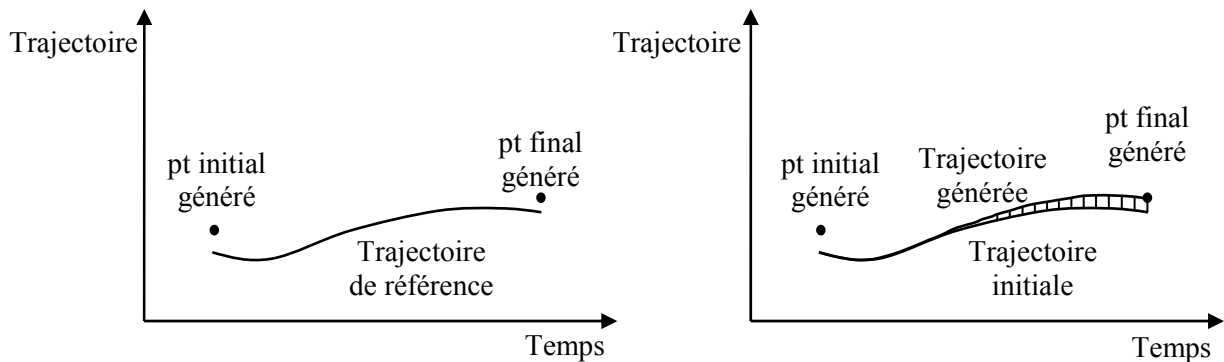 Trajectoire
pt initial
généré
pt final
généré
Trajectoire
de référence
Temps
Trajectoire
pt initial
généré
Trajectoire
générée
pt final
généré
Trajectoire
initiale
Temps